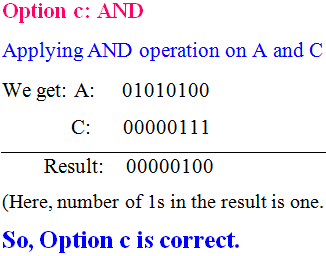 Option c: AND
Applying AND operation on A and C
We get: A: 01010100
C: 00000111
Result: 00000100
(Here, number of 1s in the result is one.
So, Option c is correct.